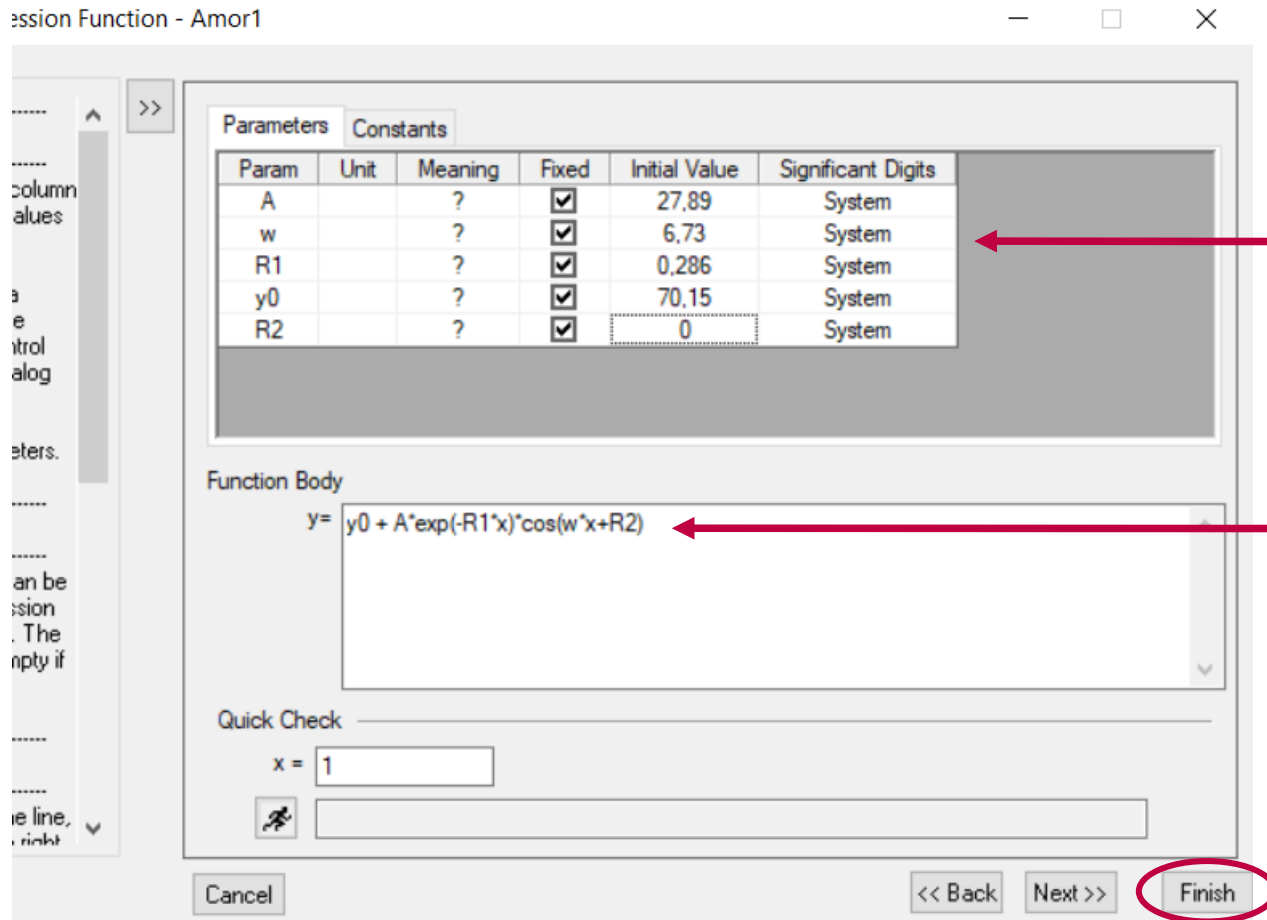 ession Function - Amor1
>>
Parameters Constants
Param Unit Meaning Fixed Initial Value Significant Digits
A ? 27,89 System
w ? 6,73 System
R1 ? 0,286 System
y0 ? 70,15 System
R2 ? 0 System
-------
-------
column
alues
a
e
ntrol
alog
eters.
-------
-------
an be
ssion
. The
mpty if
-------
-------
e line,
right
Function Body
y= y0 + A*exp(-R1*x)*cos(w*x+R2)
Quick Check
x = 1
Cancel << Back Next >> Finish